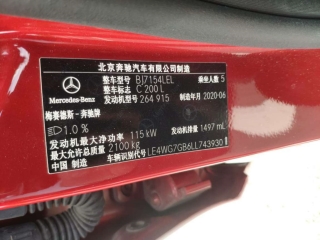 北京奔驰汽车有限公司制造
整车型号 BJ7154LEL 乘坐人数 5
整车标志 C 200 L
发动机型号 264 915 制造年月 2020-06
Mercedes-Benz
梅赛德斯-奔驰牌
1.0 %
发动机最大净功率 115 kW 发动机排量 1497 mL
最大允许总质量 2100 kg
中国 制造 车辆识别代号 LE4WG7GB6LL743930